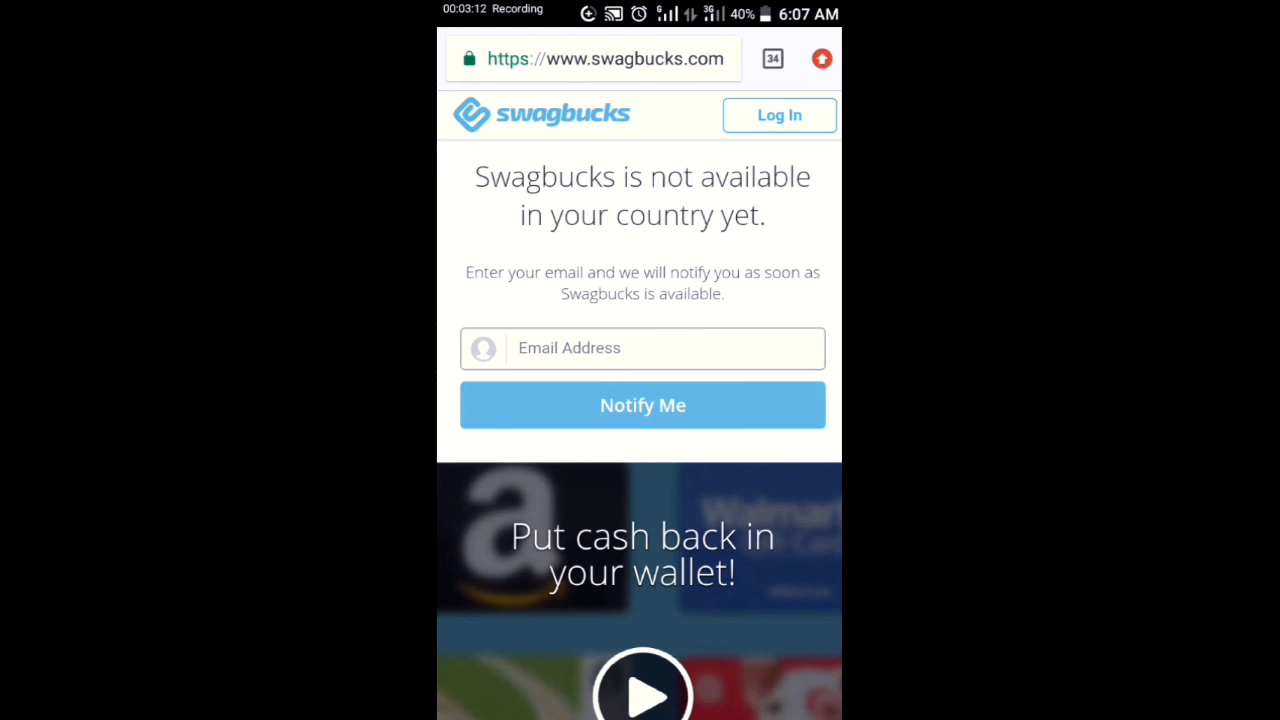 00:03:12 Recording
G 3G 40% 6:07 AM
https://www.swagbucks.com 34
swagbucks Log In
Swagbucks is not available
in your country yet.
Enter your email and we will notify you as soon as
Swagbucks is available.
Email Address
Notify Me
a Walmart
Put cash back in
your wallet!